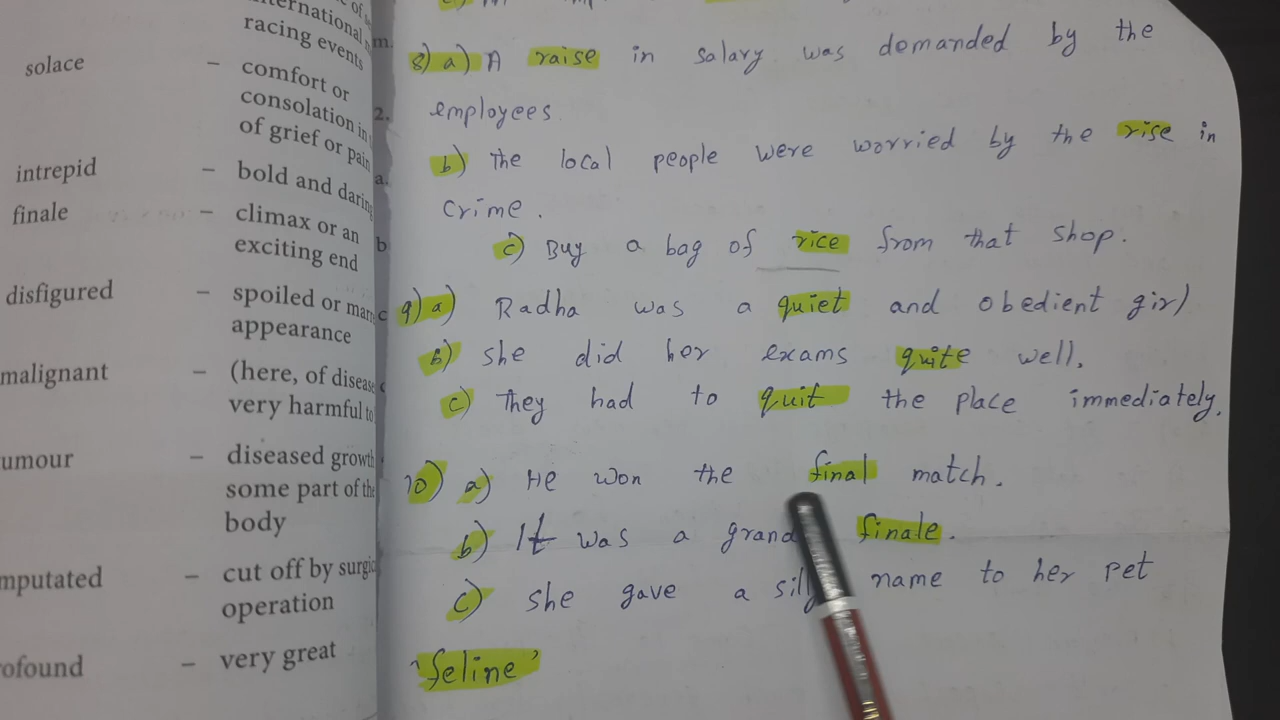 racing events
solace – comfort or
consolation in
of grief or pain
intrepid – bold and daring
finale – climax or an
exciting end
disfigured – spoiled or
appearance
malignant – (here, of disease
very harmful to
umour – diseased growth
some part of the
body
mputated – cut off by
operation
ofound – very great
m.
2.
a.
b
c
8) a) A raise in salary was demanded by the
employees
b) The local people were worried by the rise in
crime.
c) Buy a bag of rice from that shop.
9) a) Radha was a quiet and obedient girl
b) She did her exams quite well.
c) They had to quit the place immediately.
10) a) He won the final match.
b) It was a grand finale.
c) She gave a silly name to her pet
'feline'